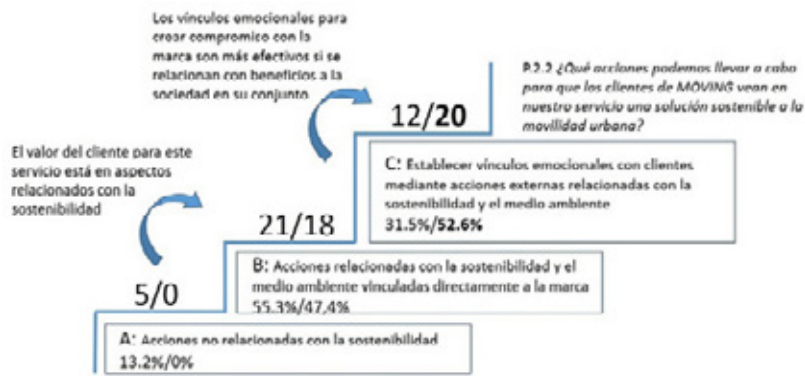 Los vínculos emocionales para
crear compromiso con la
marca son más efectivos si se
relacionan con beneficios a la
sociedad en su conjunto
P.2.2 ¿Qué acciones podemos llevar a cabo
para que los clientes de MOVING vean en
nuestro servicio una solución sostenible a la
movilidad urbana?
12/20
El valor del cliente para este
servicio está en aspectos
relacionados con la
sostenibilidad
C: Establecer vínculos emocionales con clientes
mediante acciones externas relacionadas con la
sostenibilidad y el medio ambiente
31.5%/52.6%
21/18
B: Acciones relacionadas con la sostenibilidad y el
medio ambiente vinculadas directamente a la marca
55.3%/47,4%
5/0
A: Acciones no relacionadas con la sostenibilidad
13.2%/0%